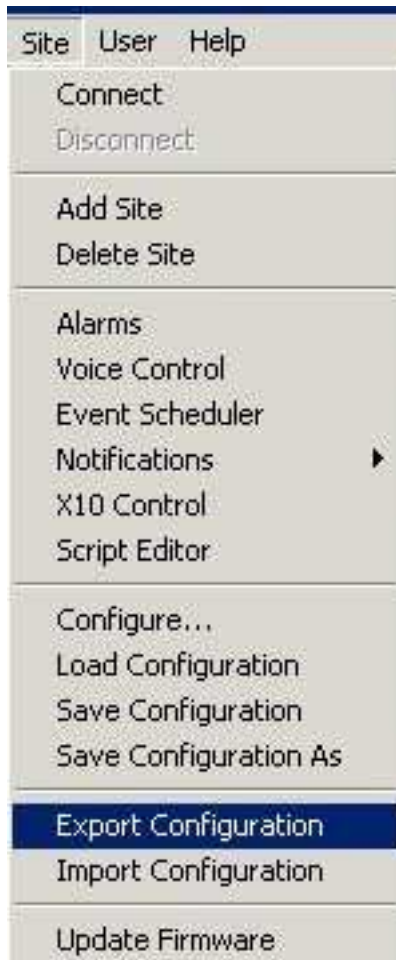 Site User Help
Connect
Disconnect
Add Site
Delete Site
Alarms
Voice Control
Event Scheduler
Notifications
X10 Control
Script Editor
Configure...
Load Configuration
Save Configuration
Save Configuration As
Export Configuration
Import Configuration
Update Firmware